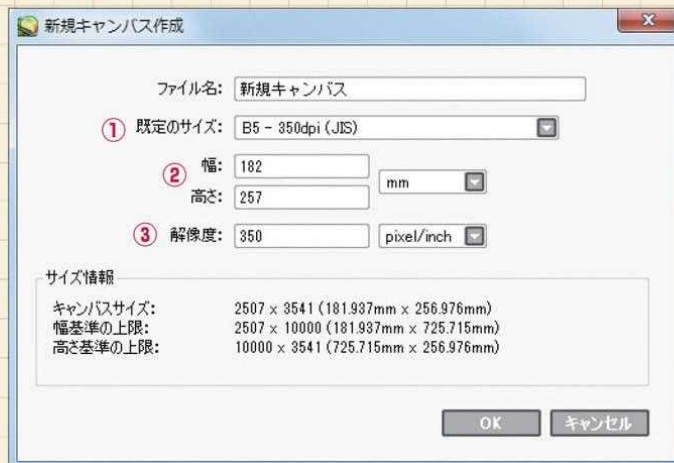 新規キャンバス作成
ファイル名: 新規キャンバス
① 既定のサイズ: B5 - 350dpi (JIS)
② 幅: 182
mm
高さ: 257
③ 解像度: 350 pixel/inch
サイズ情報
キャンバスサイズ: 2507 x 3541 (181.937mm x 256.976mm)
幅基準の上限: 2507 x 10000 (181.937mm x 725.715mm)
高さ基準の上限: 10000 x 3541 (725.715mm x 256.976mm)
OK キャンセル